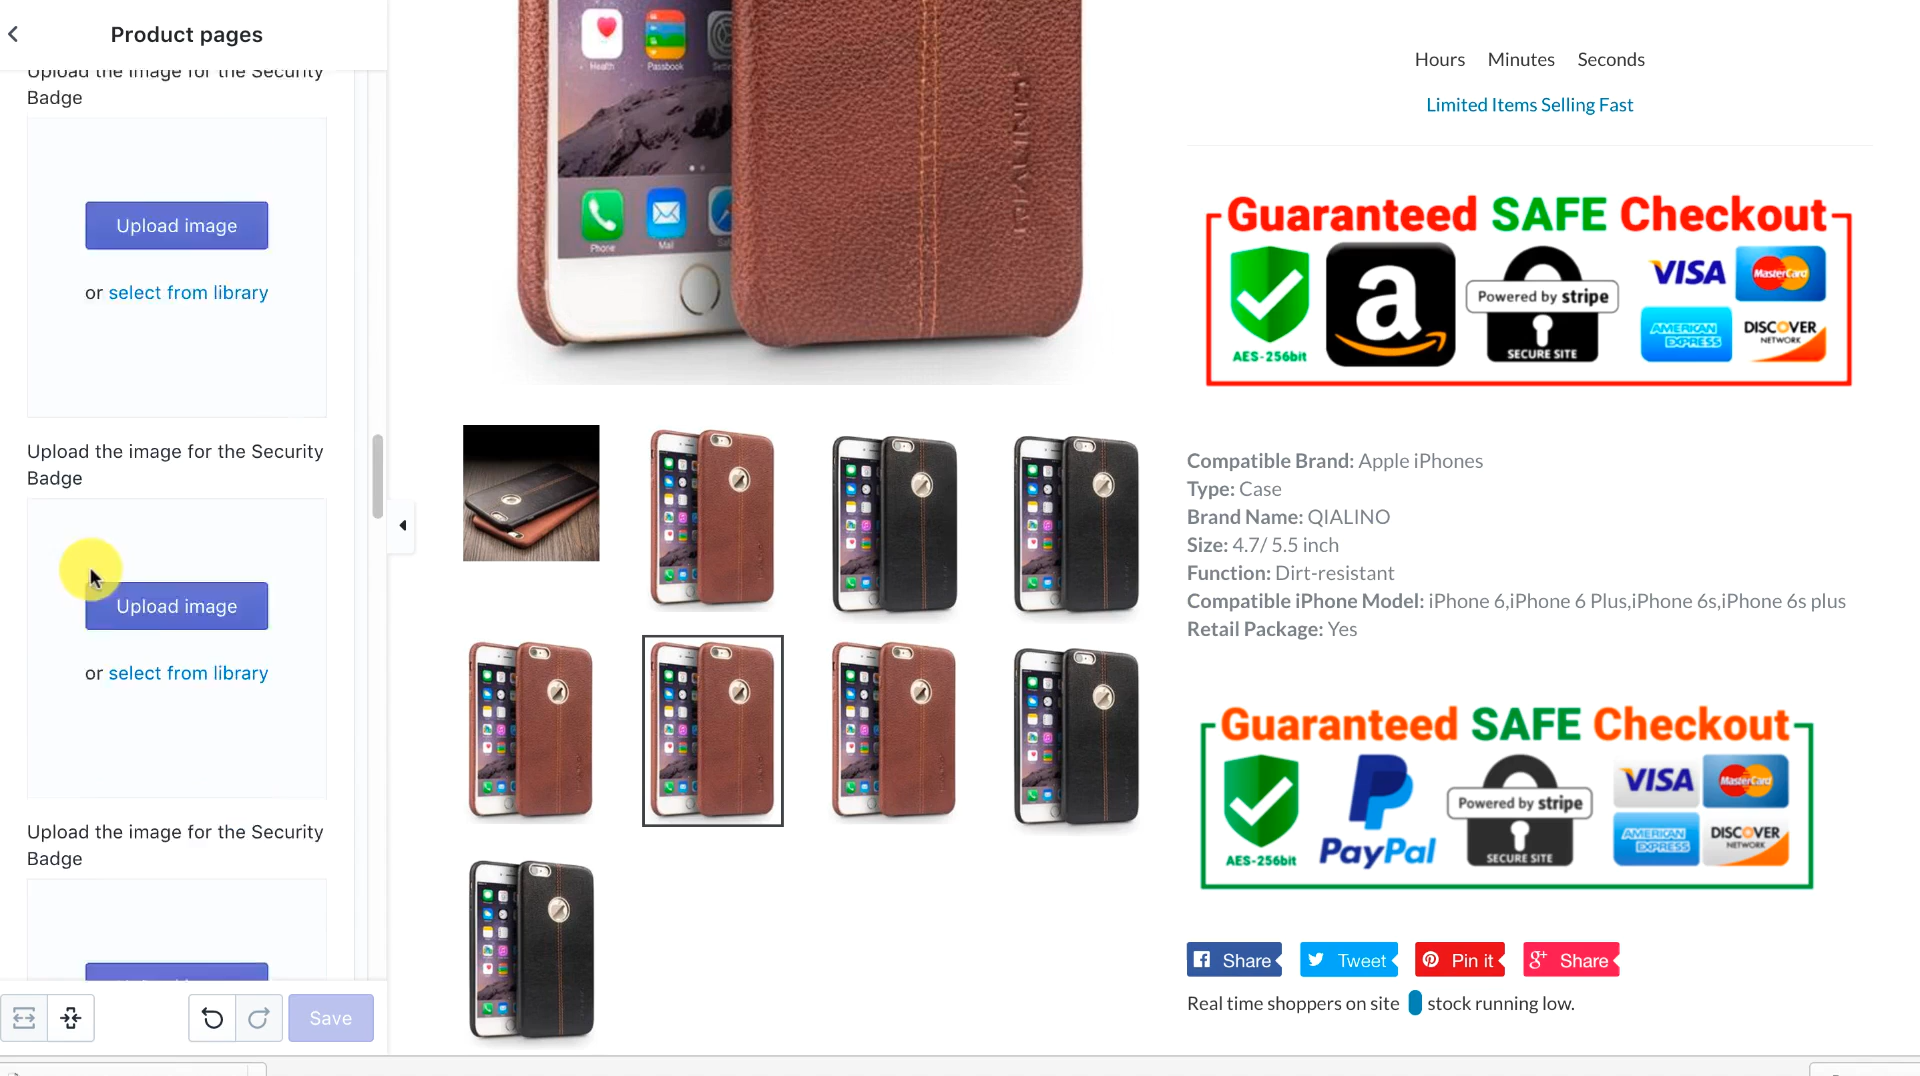 Product pages
Upload the image for the Security
Badge
Upload image
or select from library
Upload the image for the Security
Badge
Upload image
or select from library
Upload the image for the Security
Badge
Save
Health
Passbook
Phone
Mail
QIALINO
Hours Minutes Seconds
Limited Items Selling Fast
Guaranteed SAFE Checkout
AES-256bit
a
Powered by stripe
SECURE SITE
VISA
MasterCard
AMERICAN
EXPRESS
DISCOVER
NETWORK
Compatible Brand: Apple iPhones
Type: Case
Brand Name: QIALINO
Size: 4.7/ 5.5 inch
Function: Dirt-resistant
Compatible iPhone Model: iPhone 6,iPhone 6 Plus,iPhone 6s,iPhone 6s plus
Retail Package: Yes
Guaranteed SAFE Checkout
AES-256bit
PayPal
Powered by stripe
SECURE SITE
VISA
MasterCard
AMERICAN
EXPRESS
DISCOVER
NETWORK
Share
Tweet
Pin it
g+ Share
Real time shoppers on site stock running low.